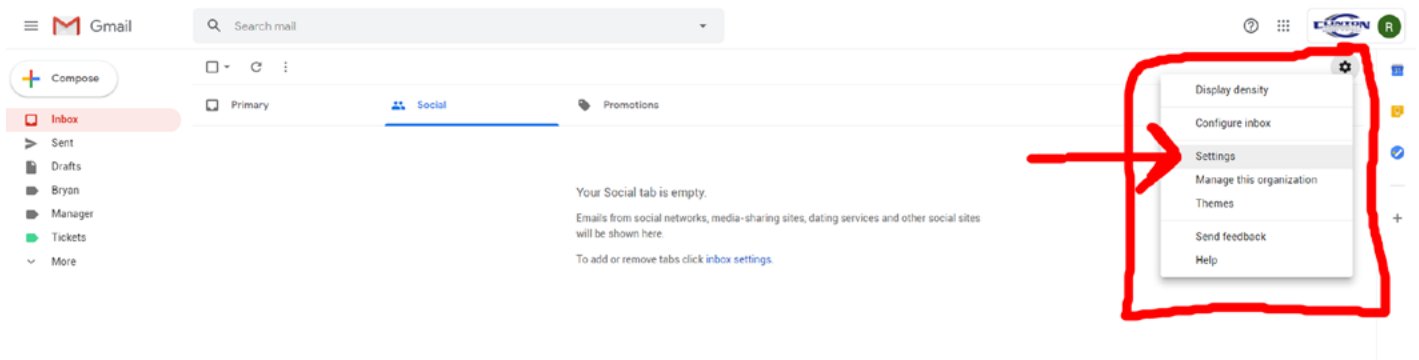 Gmail
Search mail
CLINTON
R
Compose
Primary
Social
Promotions
Inbox
Sent
Drafts
Bryan
Manager
Tickets
More
Your Social tab is empty.
Emails from social networks, media-sharing sites, dating services and other social sites
will be shown here.
To add or remove tabs click inbox settings.
Display density
Configure inbox
Settings
Manage this organization
Themes
Send feedback
Help